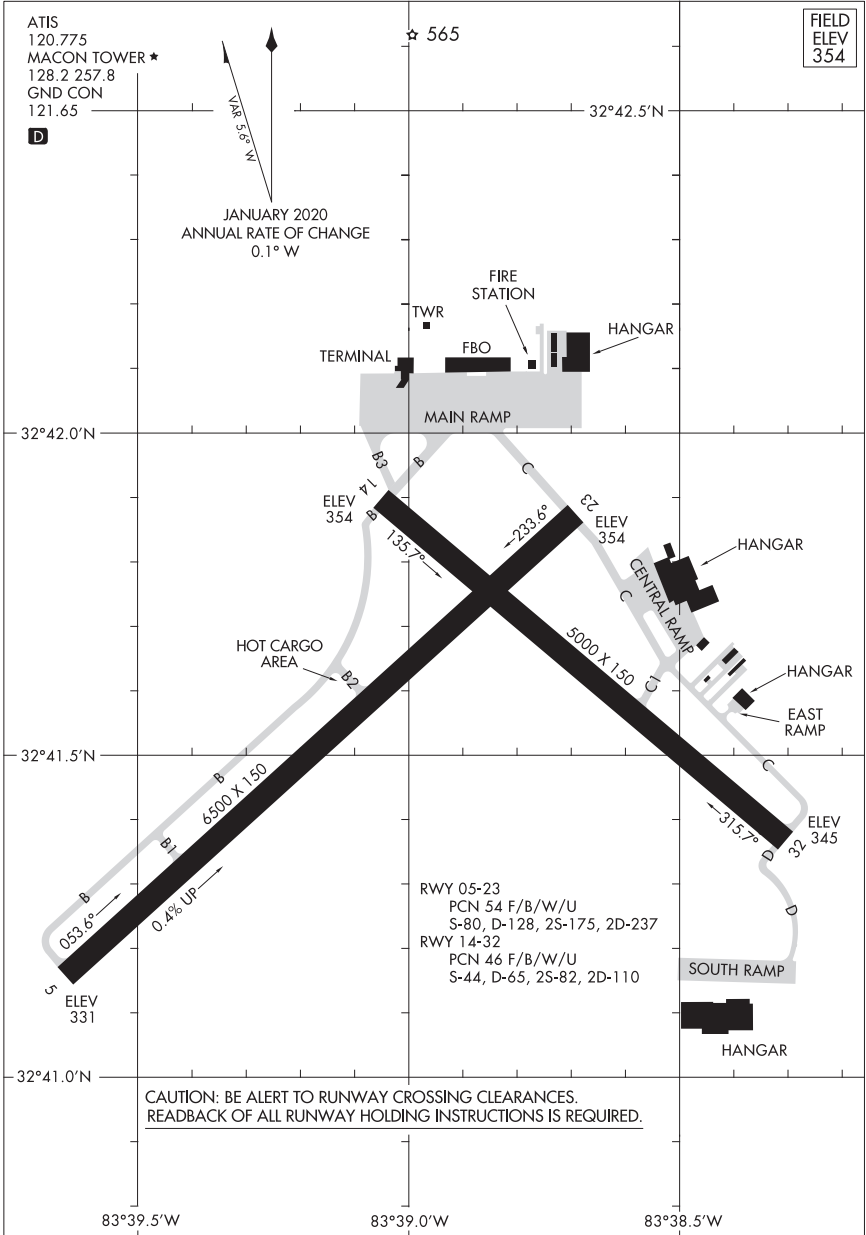 ATIS
120.775
MACON TOWER ★
128.2 257.8
GND CON
121.65
D
565
FIELD
ELEV
354
VAR 5.6° W
32°42.5'N
JANUARY 2020
ANNUAL RATE OF CHANGE
0.1° W
FIRE
STATION
TWR
HANGAR
TERMINAL
FBO
MAIN RAMP
32°42.0'N
B3
B
C
14
ELEV
354
B
135.7°
233.6°
23
ELEV
354
HANGAR
CENTRAL RAMP
C
5000 X 150
HOT CARGO
AREA
B2
C1
HANGAR
EAST
RAMP
32°41.5'N
C
B
6500 X 150
B1
315.7°
32
ELEV
345
D
B
053.6°
0.4% UP
RWY 05-23
PCN 54 F/B/W/U
S-80, D-128, 2S-175, 2D-237
RWY 14-32
PCN 46 F/B/W/U
S-44, D-65, 2S-82, 2D-110
D
SOUTH RAMP
5
ELEV
331
HANGAR
32°41.0'N
CAUTION: BE ALERT TO RUNWAY CROSSING CLEARANCES.
READBACK OF ALL RUNWAY HOLDING INSTRUCTIONS IS REQUIRED.
83°39.5'W
83°39.0'W
83°38.5'W